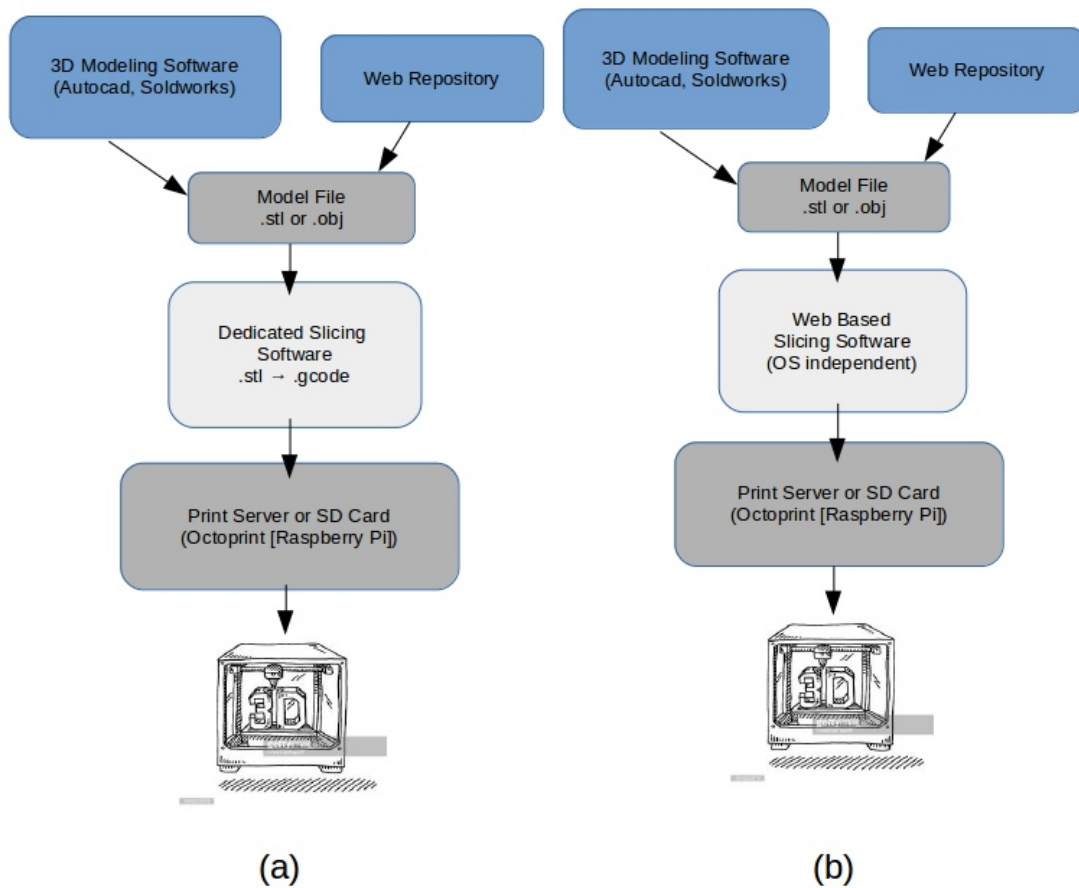 3D Modeling Software
(Autocad, Soldworks)
Web Repository
Model File
.stl or .obj
Dedicated Slicing
Software
.stl → .gcode
Print Server or SD Card
(Octoprint [Raspberry Pi])
3D
(a)
3D Modeling Software
(Autocad, Soldworks)
Web Repository
Model File
.stl or .obj
Web Based
Slicing Software
(OS independent)
Print Server or SD Card
(Octoprint [Raspberry Pi])
3D
(b)